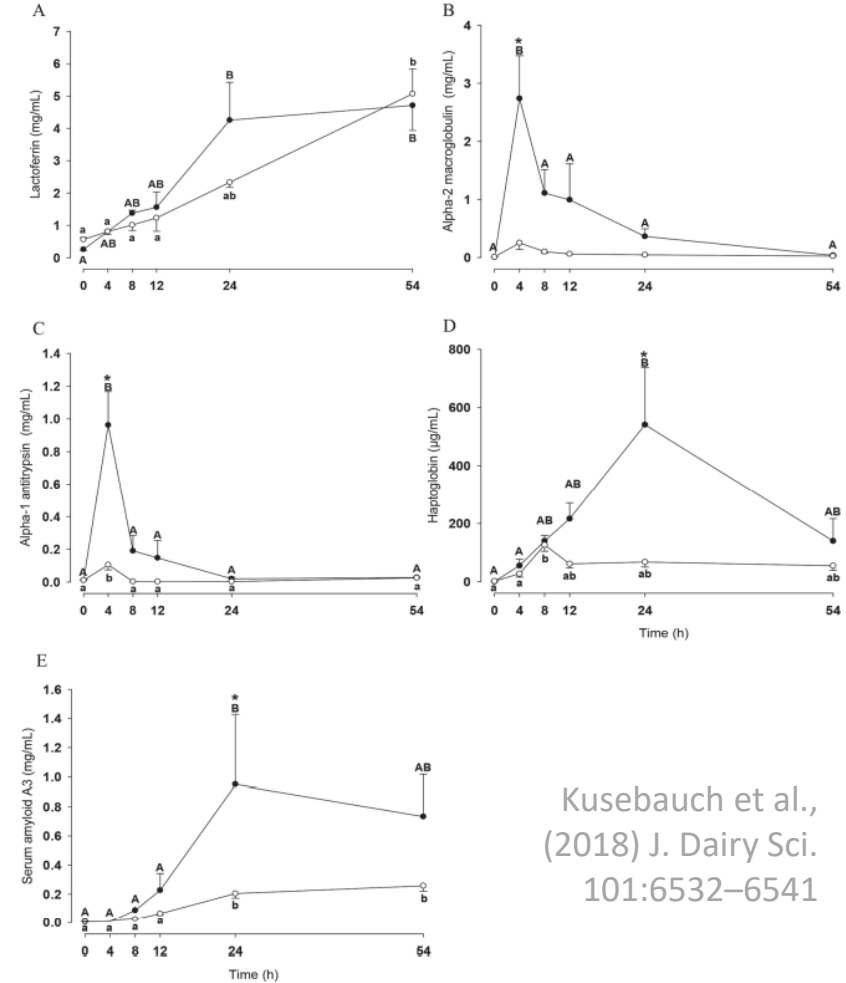 A
Lactoferrin (mg/mL)
7
6
5
4
3
2
1
0
a
A
a
AB
AB
a
AB
a
B
ab
b
B
0 4 8 12 24 54
B
Alpha-2 macroglobulin (mg/mL)
4
3
2
1
0
A
*
B
A
A
A
A
0 4 8 12 24 54
C
Alpha-1 antitrypsin (mg/mL)
1.4
1.2
1.0
0.8
0.6
0.4
0.2
0.0
A
a
*
B
b
A
a
A
a
A
a
A
a
0 4 8 12 24 54
D
Haptoglobin (µg/mL)
800
600
400
200
0
A
a
A
a
AB
b
AB
ab
*
B
ab
AB
ab
0 4 8 12 24 54
Time (h)
E
Serum amyloid A3 (mg/mL)
1.6
1.4
1.2
1.0
0.8
0.6
0.4
0.2
0.0
A
a
A
a
A
a
A
a
*
B
b
AB
b
0 4 8 12 24 54
Time (h)
Kusebauch et al.,
(2018) J. Dairy Sci.
101:6532–6541